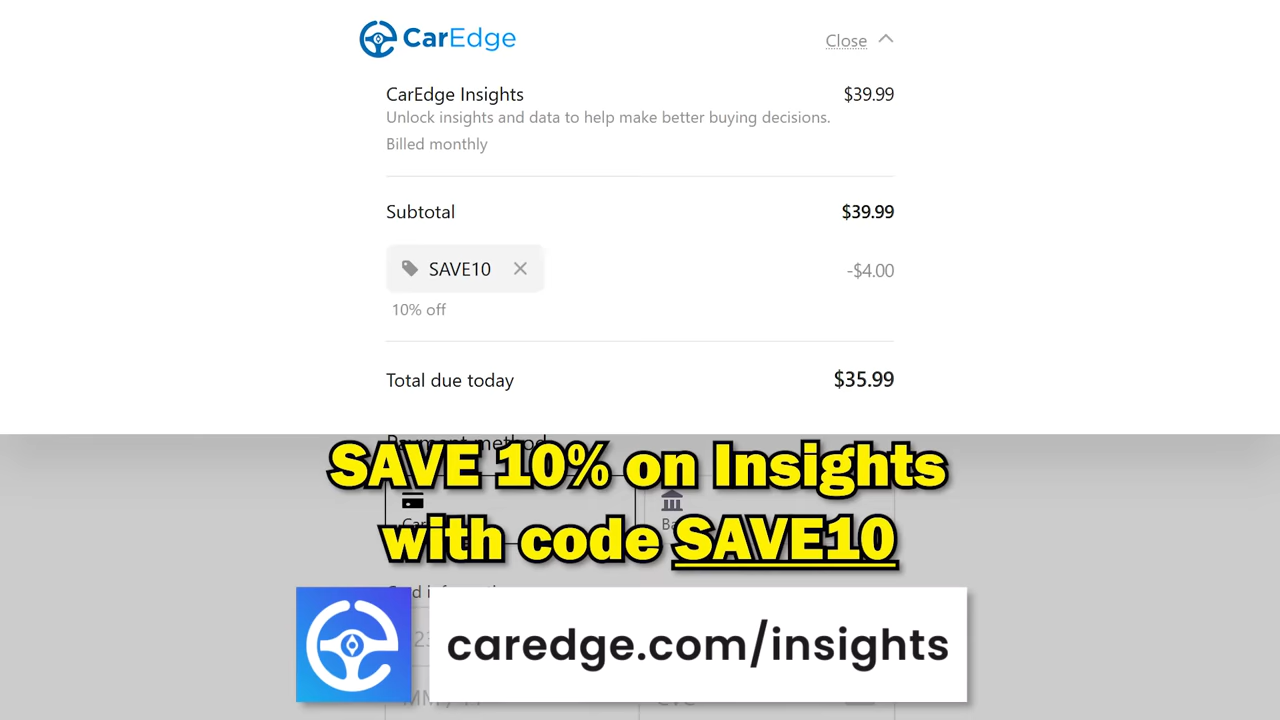 CarEdge
Close
CarEdge Insights $39.99
Unlock insights and data to help make better buying decisions.
Billed monthly
Subtotal $39.99
SAVE10 -$4.00
10% off
Total due today $35.99
Payment method
SAVE 10% on Insights
with code SAVE10
caredge.com/insights